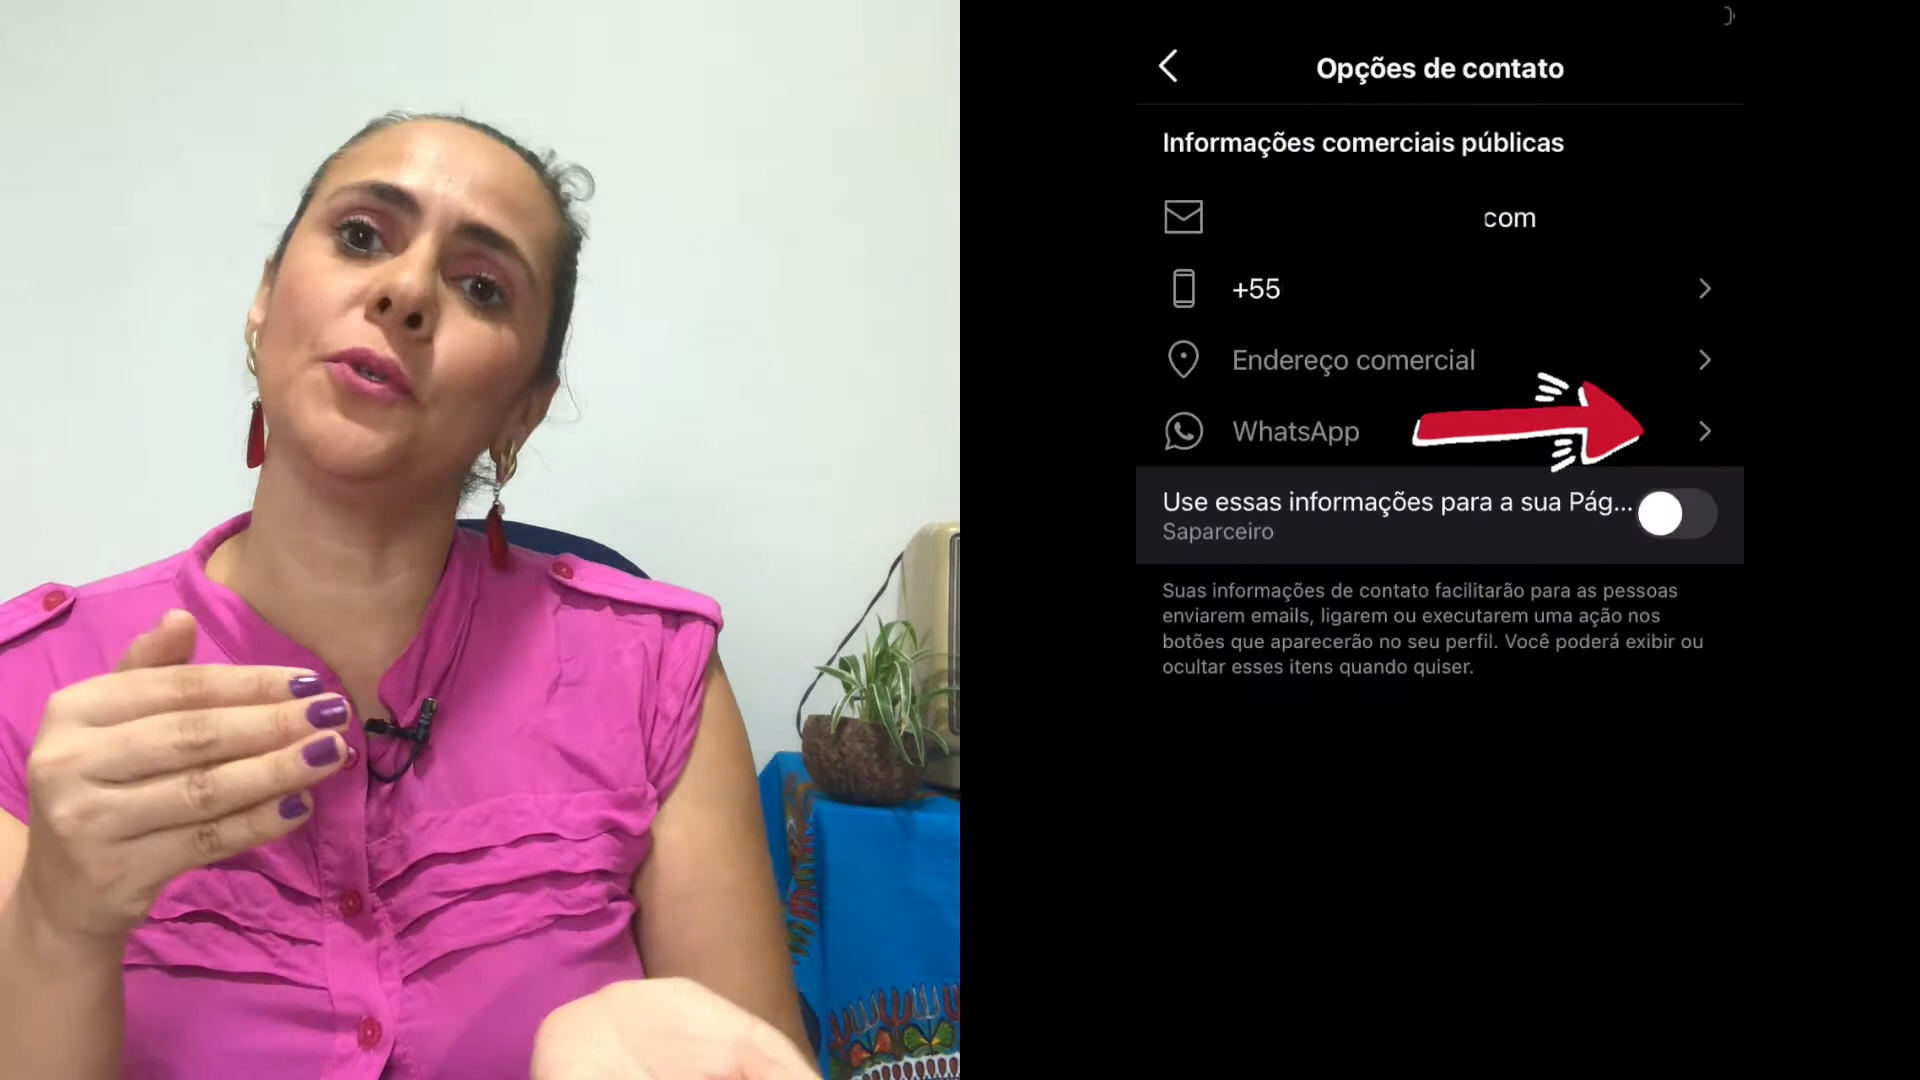 Opções de contato
Informações comerciais públicas
com
+55
Endereço comercial
WhatsApp
Use essas informações para a sua Pág...
Saparceiro
Suas informações de contato facilitarão para as pessoas
enviarem emails, ligarem ou executarem uma ação nos
botões que aparecerão no seu perfil. Você poderá exibir ou
ocultar esses itens quando quiser.